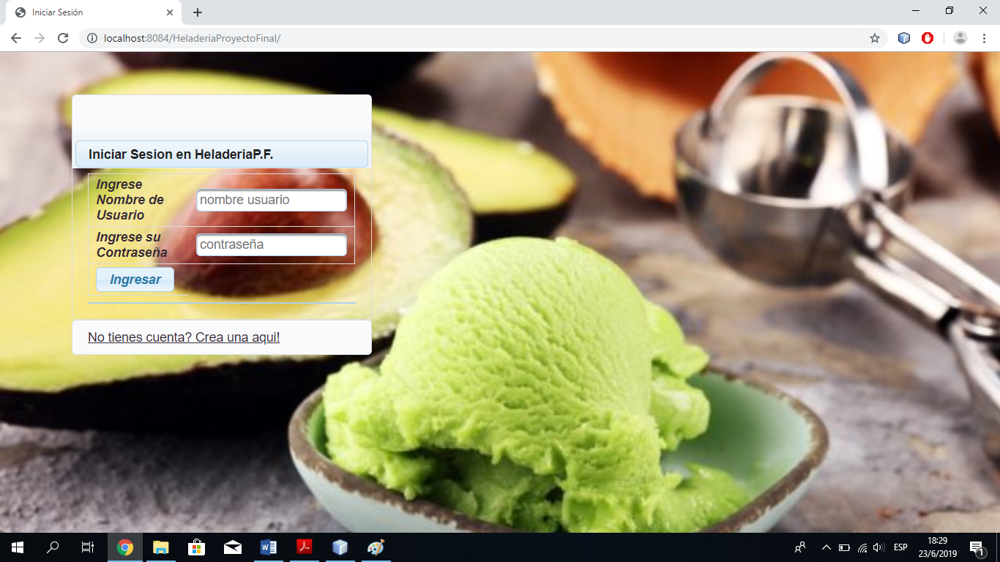 Iniciar Sesión
localhost:8084/HeladeriaProyectoFinal/
Iniciar Sesion en HeladeriaP.F.
Ingrese
Nombre de
Usuario
nombre usuario
Ingrese su
Contraseña
contraseña
Ingresar
No tienes cuenta? Crea una aqui!
ESP
18:29
23/6/2019
1